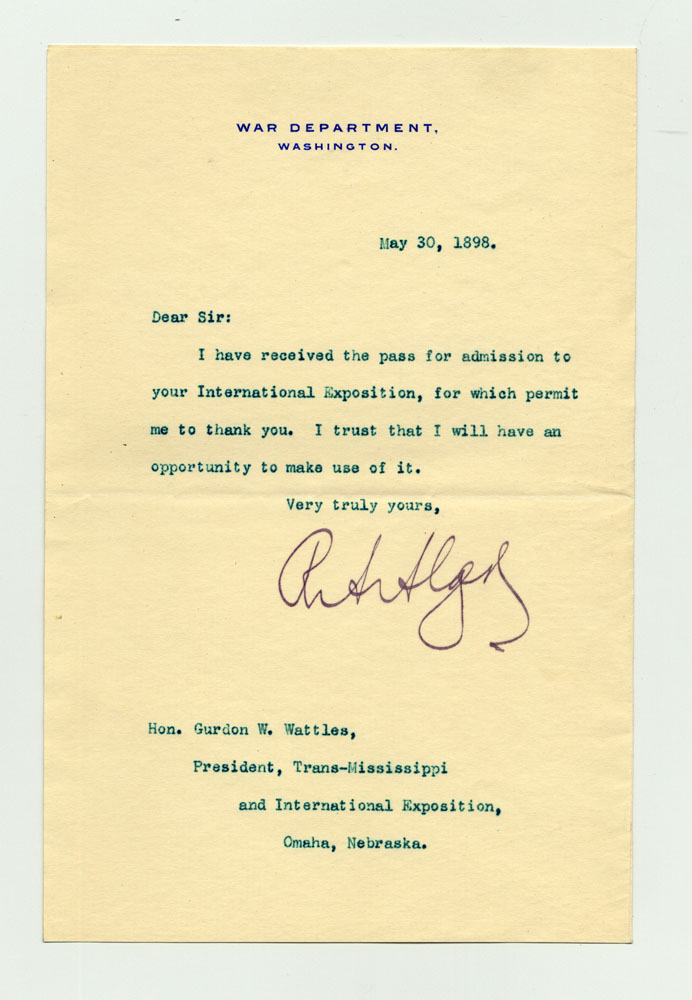 WAR DEPARTMENT,
WASHINGTON.
May 30, 1898.
Dear Sir:
I have received the pass for admission to
your International Exposition, for which permit
me to thank you. I trust that I will have an
opportunity to make use of it.
Very truly yours,
R A Alger
Hon. Gurdon W. Wattles,
President, Trans-Mississippi
and International Exposition,
Omaha, Nebraska.